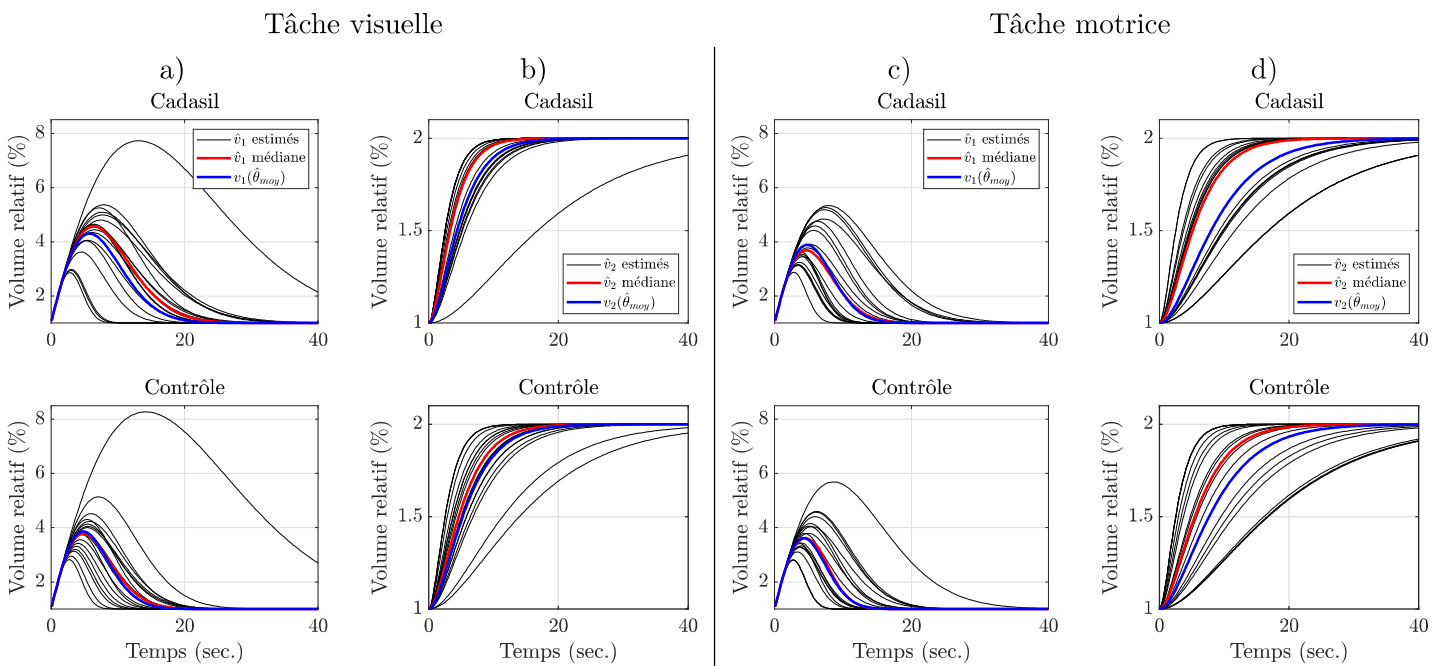 Tâche visuelle
Tâche motrice
a)
b)
c)
d)
Cadasil
Volume relatif (%)
8
6
4
2
0
20
40
v̂₁ estimés
v̂₁ médiane
v₁(θ̂ₘₒᵧ)
Cadasil
Volume relatif (%)
2
1.5
1
0
20
40
v̂₂ estimés
v̂₂ médiane
v₂(θ̂ₘₒᵧ)
Cadasil
Volume relatif (%)
8
6
4
2
0
20
40
v̂₁ estimés
v̂₁ médiane
v₁(θ̂ₘₒᵧ)
Cadasil
Volume relatif (%)
2
1.5
1
0
20
40
v̂₂ estimés
v̂₂ médiane
v₂(θ̂ₘₒᵧ)
Contrôle
Volume relatif (%)
8
6
4
2
0
20
40
Temps (sec.)
Contrôle
Volume relatif (%)
2
1.5
1
0
20
40
Temps (sec.)
Contrôle
Volume relatif (%)
8
6
4
2
0
20
40
Temps (sec.)
Contrôle
Volume relatif (%)
2
1.5
1
0
20
40
Temps (sec.)